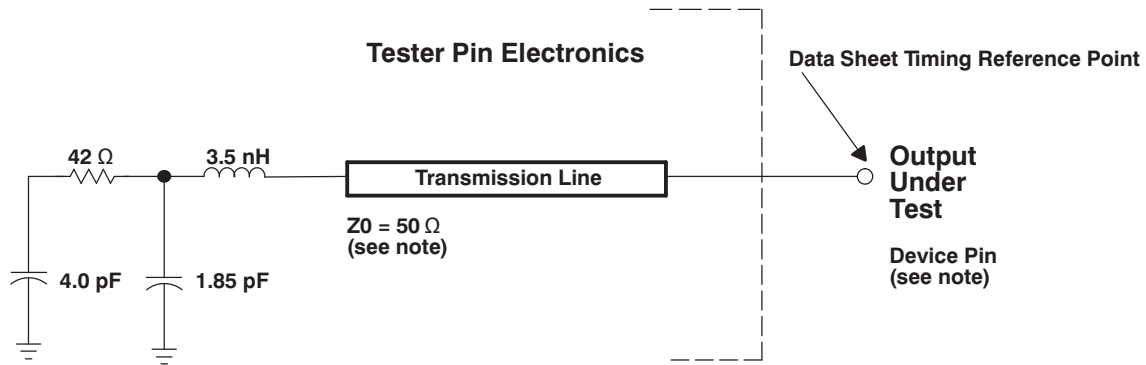 Tester Pin Electronics
Data Sheet Timing Reference Point
42 Ω
3.5 nH
Transmission Line
Output
Under
Test
Z0 = 50 Ω
(see note)
Device Pin
(see note)
4.0 pF
1.85 pF